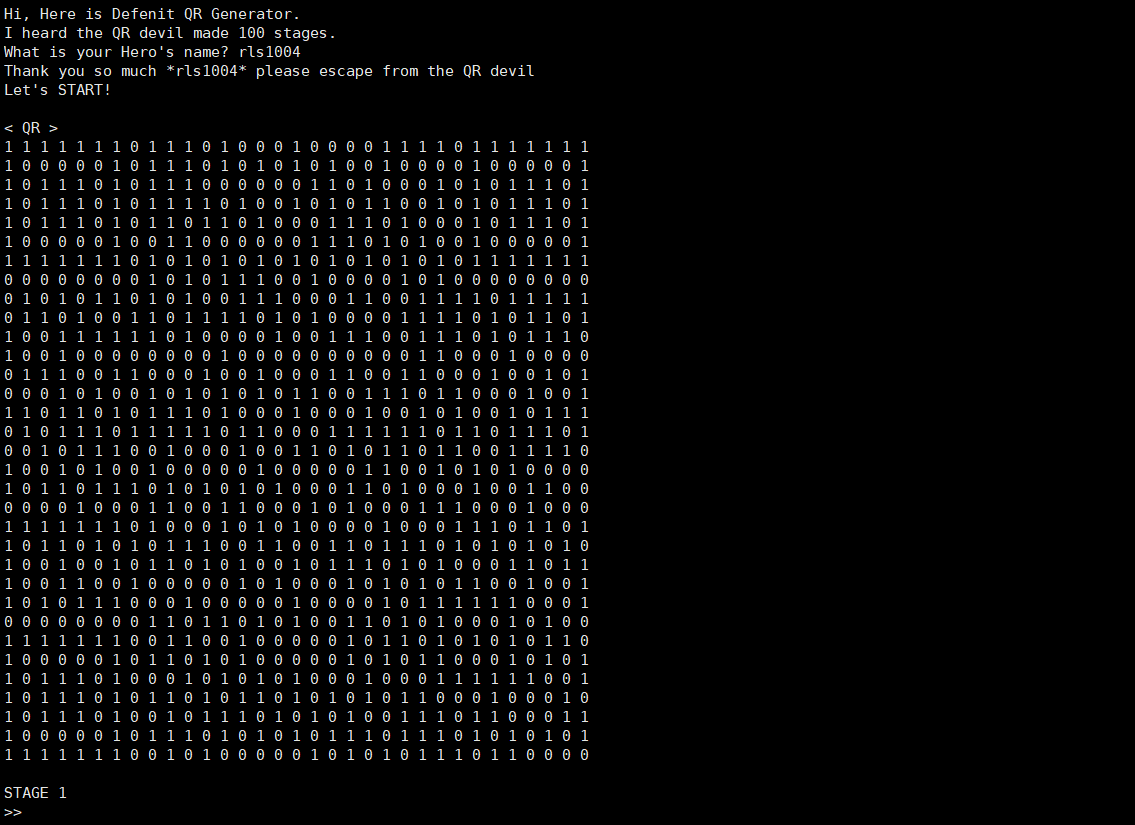 Hi, Here is Defenit QR Generator.
I heard the QR devil made 100 stages.
What is your Hero's name? rls1004
Thank you so much *rls1004* please escape from the QR devil
Let's START!
< QR >
1 1 1 1 1 1 1 0 1 1 1 0 1 0 0 0 1 0 0 0 0 1 1 1 1 0 1 1 1 1 1 1 1
1 0 0 0 0 0 1 0 1 1 1 0 1 0 1 0 1 0 1 0 0 1 0 0 0 0 1 0 0 0 0 0 1
1 0 1 1 1 0 1 0 1 1 1 0 0 0 0 0 0 1 1 0 1 0 0 0 1 0 1 0 1 1 1 0 1
1 0 1 1 1 0 1 0 1 1 1 1 0 1 0 0 1 0 1 0 1 1 0 0 1 0 1 0 1 1 1 0 1
1 0 1 1 1 0 1 0 1 1 0 1 1 0 1 0 0 0 1 1 1 0 1 0 0 0 1 0 1 1 1 0 1
1 0 0 0 0 0 1 0 0 1 1 0 0 0 0 0 0 1 1 1 0 1 0 1 0 0 1 0 0 0 0 0 1
1 1 1 1 1 1 1 0 1 0 1 0 1 0 1 0 1 0 1 0 1 0 1 0 1 0 1 1 1 1 1 1 1
0 0 0 0 0 0 0 0 1 0 1 0 1 1 1 0 0 1 0 0 0 0 1 0 1 0 0 0 0 0 0 0 0
0 1 0 1 0 1 1 0 1 0 1 0 0 1 1 1 0 0 0 1 1 0 0 1 1 1 1 0 1 1 1 1 1
0 1 1 0 1 0 0 1 1 0 1 1 1 1 0 1 0 1 0 0 0 0 1 1 1 1 0 1 0 1 1 0 1
1 0 0 1 1 1 1 1 1 0 1 0 0 0 0 1 0 0 1 1 1 0 0 1 1 1 0 1 0 1 1 1 0
1 0 0 1 0 0 0 0 0 0 0 0 1 0 0 0 0 0 0 0 0 0 0 1 1 0 0 0 1 0 0 0 0
0 1 1 1 0 0 1 1 0 0 0 1 0 0 1 0 0 0 1 1 0 0 1 1 0 0 0 1 0 0 1 0 1
0 0 0 1 0 1 0 0 1 0 1 0 1 0 1 0 1 1 0 0 1 1 1 0 1 1 0 0 0 1 0 0 1
1 1 0 1 1 0 1 0 1 1 1 0 1 0 0 0 1 0 0 0 1 0 0 1 0 1 0 0 1 0 1 1 1
0 1 0 1 1 1 0 1 1 1 1 1 0 1 1 0 0 0 1 1 1 1 1 1 0 1 1 0 1 1 1 0 1
0 0 1 0 1 1 1 0 0 1 0 0 0 1 0 0 1 1 0 1 0 1 1 0 1 1 0 0 1 1 1 1 0
1 0 0 1 0 1 0 0 1 0 0 0 0 0 1 0 0 0 0 0 1 1 0 0 1 0 1 0 1 0 0 0 0
1 0 1 1 0 1 1 1 0 1 0 1 0 1 0 1 0 0 0 1 1 0 1 0 0 0 1 0 0 1 1 0 0
0 0 0 0 1 0 0 0 1 1 0 0 1 1 0 0 0 1 0 1 0 0 0 1 1 1 0 0 0 1 0 0 0
1 1 1 1 1 1 1 0 1 0 0 0 1 0 1 0 1 0 0 0 0 1 0 0 0 1 1 1 0 1 1 0 1
1 0 1 1 0 1 0 1 0 1 1 1 0 0 1 1 0 0 1 1 0 1 1 1 0 1 0 1 0 1 0 1 0
1 0 0 1 0 0 1 0 1 1 0 1 0 1 0 0 1 0 1 1 1 0 1 0 1 0 0 0 1 1 0 1 1
1 0 0 1 1 0 0 1 0 0 0 0 0 1 0 1 0 0 0 1 0 1 0 1 0 1 1 0 0 1 0 0 1
1 0 1 0 1 1 1 0 0 0 1 0 0 0 0 0 1 0 0 0 0 1 0 1 1 1 1 1 1 0 0 0 1
0 0 0 0 0 0 0 0 1 1 0 1 1 0 1 0 1 0 0 1 1 0 1 0 1 0 0 0 1 0 1 0 0
1 1 1 1 1 1 1 0 0 1 1 0 0 1 0 0 0 0 0 1 0 1 1 0 1 0 1 0 1 0 1 1 0
1 0 0 0 0 0 1 0 1 1 0 1 0 1 0 0 0 0 0 1 0 1 0 1 1 0 0 0 1 0 1 0 1
1 0 1 1 1 0 1 0 0 0 1 0 1 0 1 0 1 0 0 0 1 0 0 0 1 1 1 1 1 1 0 0 1
1 0 1 1 1 0 1 0 1 1 0 1 0 1 1 0 1 0 1 0 1 0 1 1 0 0 0 1 0 0 0 1 0
1 0 1 1 1 0 1 0 0 1 0 1 1 1 0 1 0 1 0 1 0 0 1 1 1 0 1 1 0 0 0 1 1
1 0 0 0 0 0 1 0 1 1 1 0 1 0 1 0 1 0 1 1 1 0 1 1 1 0 1 0 1 0 1 0 1
1 1 1 1 1 1 1 0 0 1 0 1 0 0 0 0 0 1 0 1 0 1 0 1 1 1 0 1 1 0 0 0 0
STAGE 1
>>